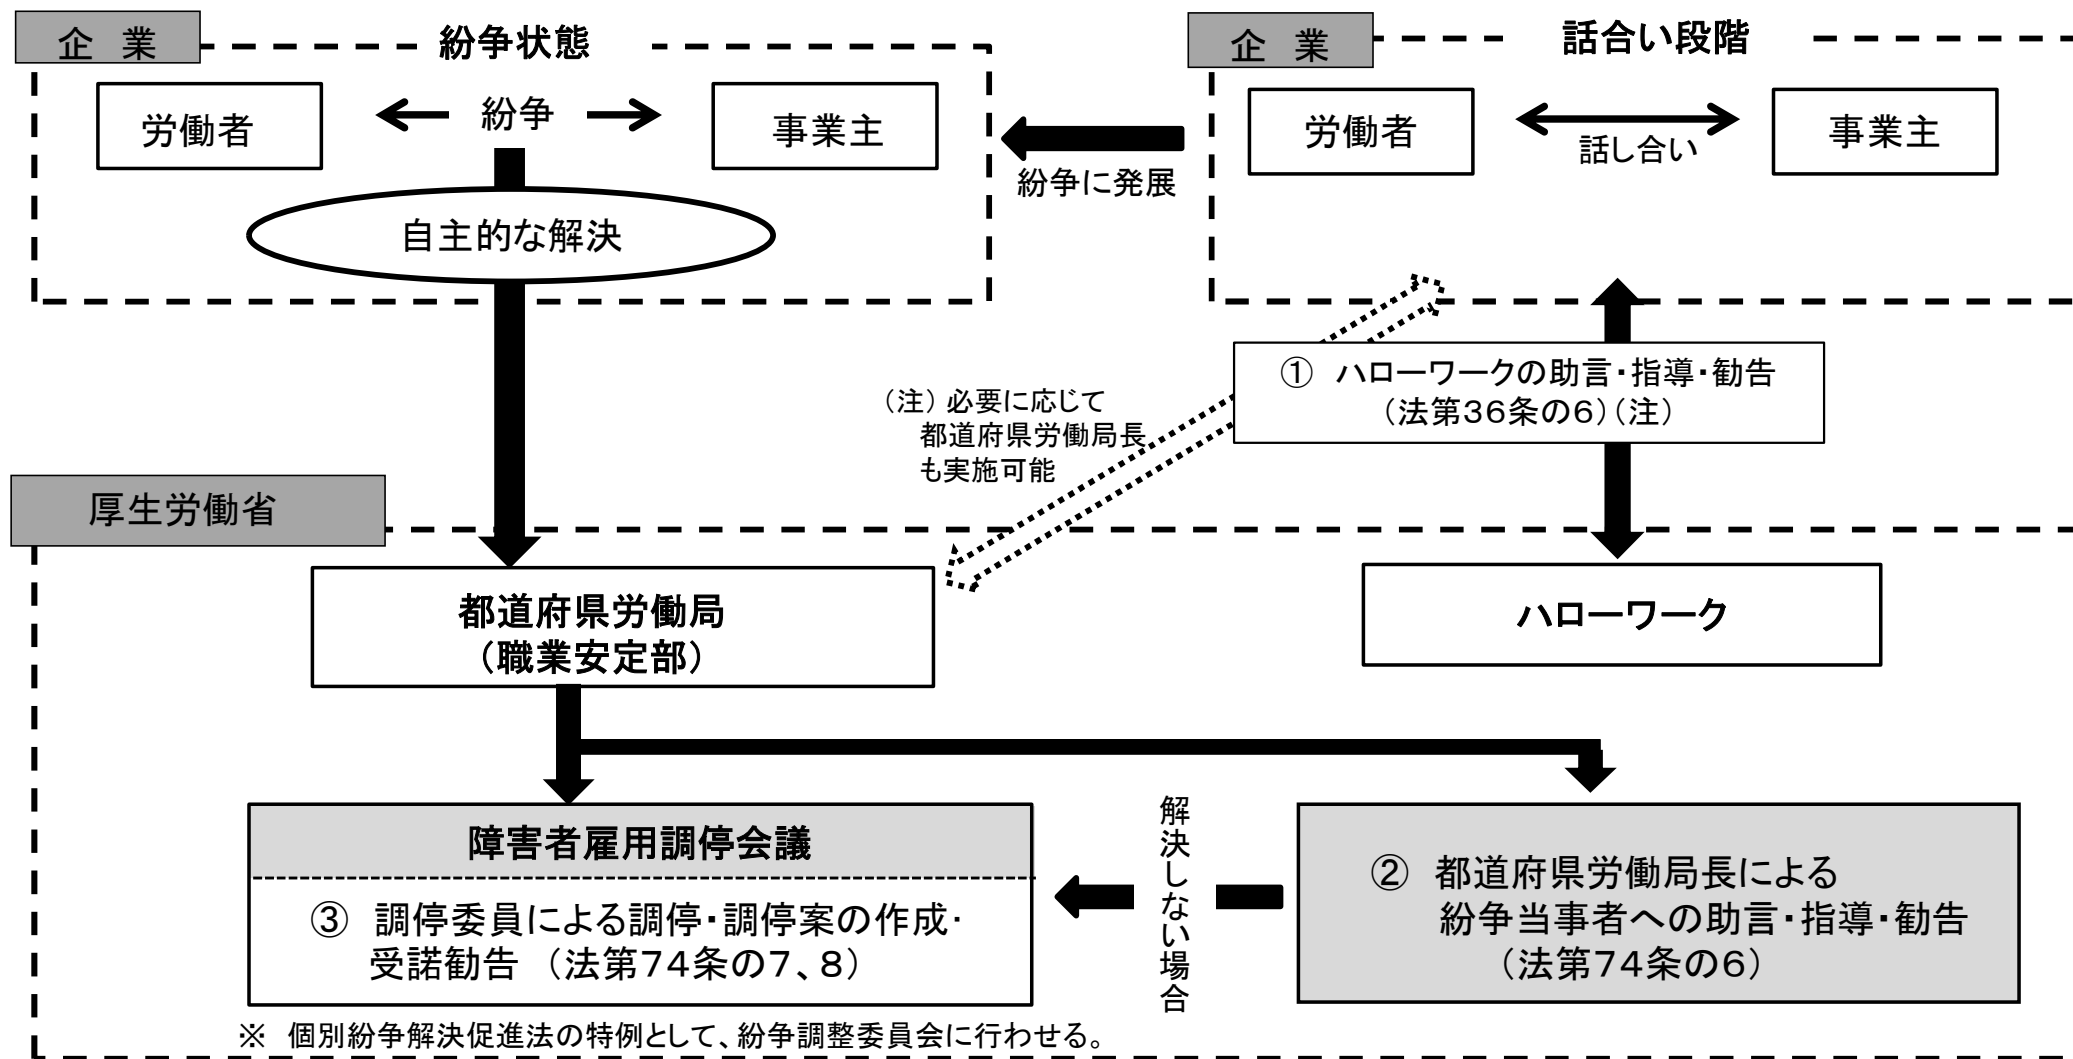 企 業
紛争状態
労働者
紛争
事業主
自主的な解決
紛争に発展
企 業
話合い段階
労働者
話し合い
事業主
① ハローワークの助言・指導・勧告
(法第36条の6)(注)
(注) 必要に応じて
都道府県労働局長
も実施可能
厚生労働省
都道府県労働局
(職業安定部)
ハローワーク
障害者雇用調停会議
③ 調停委員による調停・調停案の作成・
受諾勧告 (法第74条の7、8)
解決しない場合
② 都道府県労働局長による
紛争当事者への助言・指導・勧告
(法第74条の6)
※ 個別紛争解決促進法の特例として、紛争調整委員会に行わせる。